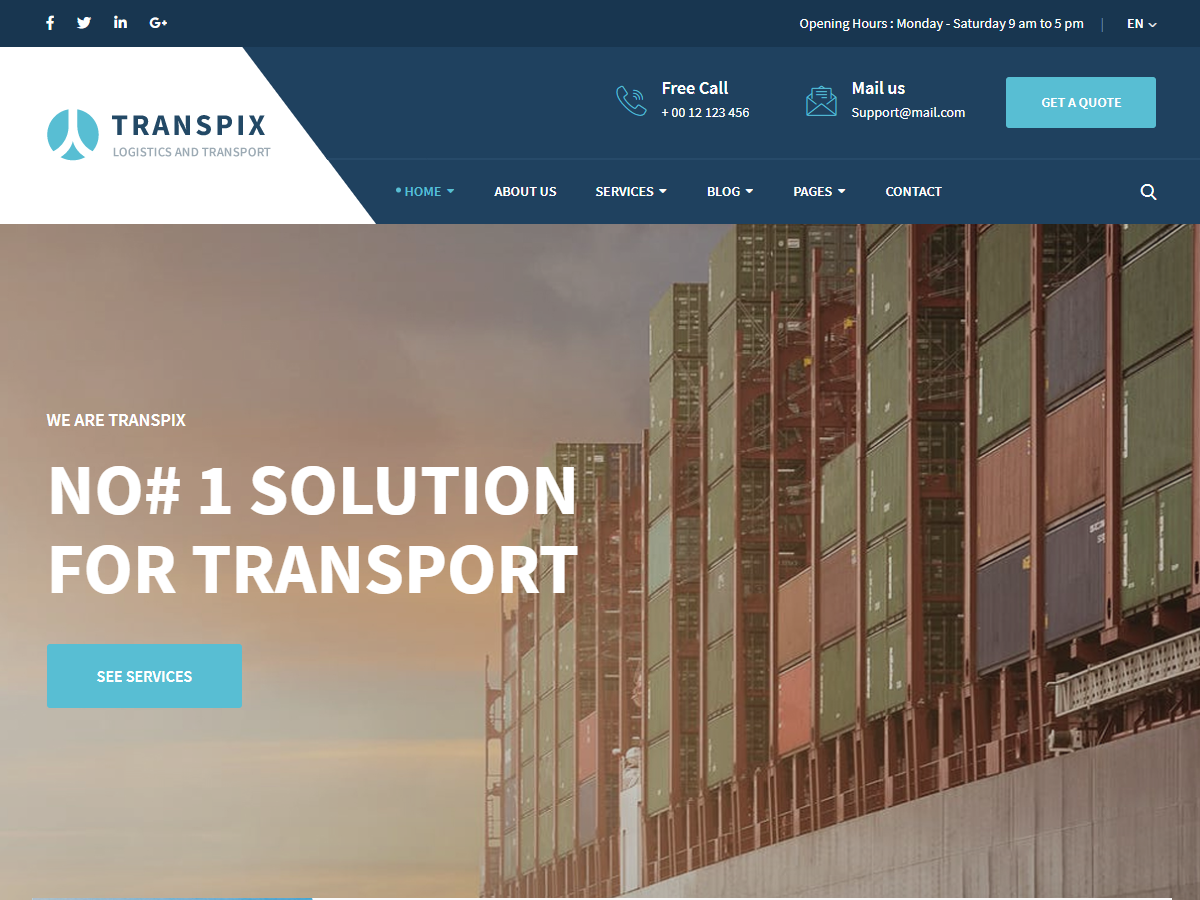 Opening Hours : Monday - Saturday 9 am to 5 pm
EN
TRANSPIX
LOGISTICS AND TRANSPORT
Free Call
+ 00 12 123 456
Mail us
Support@mail.com
GET A QUOTE
HOME
ABOUT US
SERVICES
BLOG
PAGES
CONTACT
WE ARE TRANSPIX
NO# 1 SOLUTION
FOR TRANSPORT
SEE SERVICES